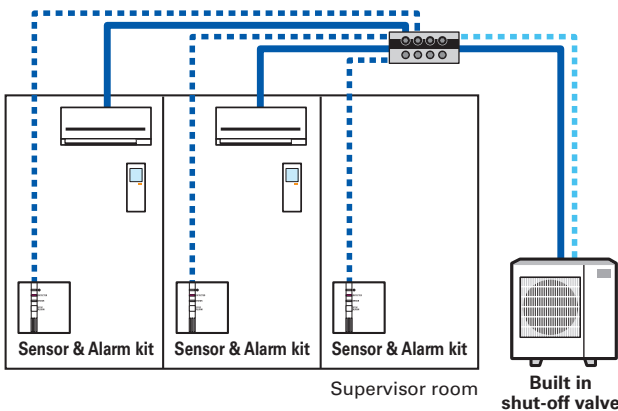 Sensor & Alarm kit
Sensor & Alarm kit
Sensor & Alarm kit
Supervisor room
Built in
shut-off valve